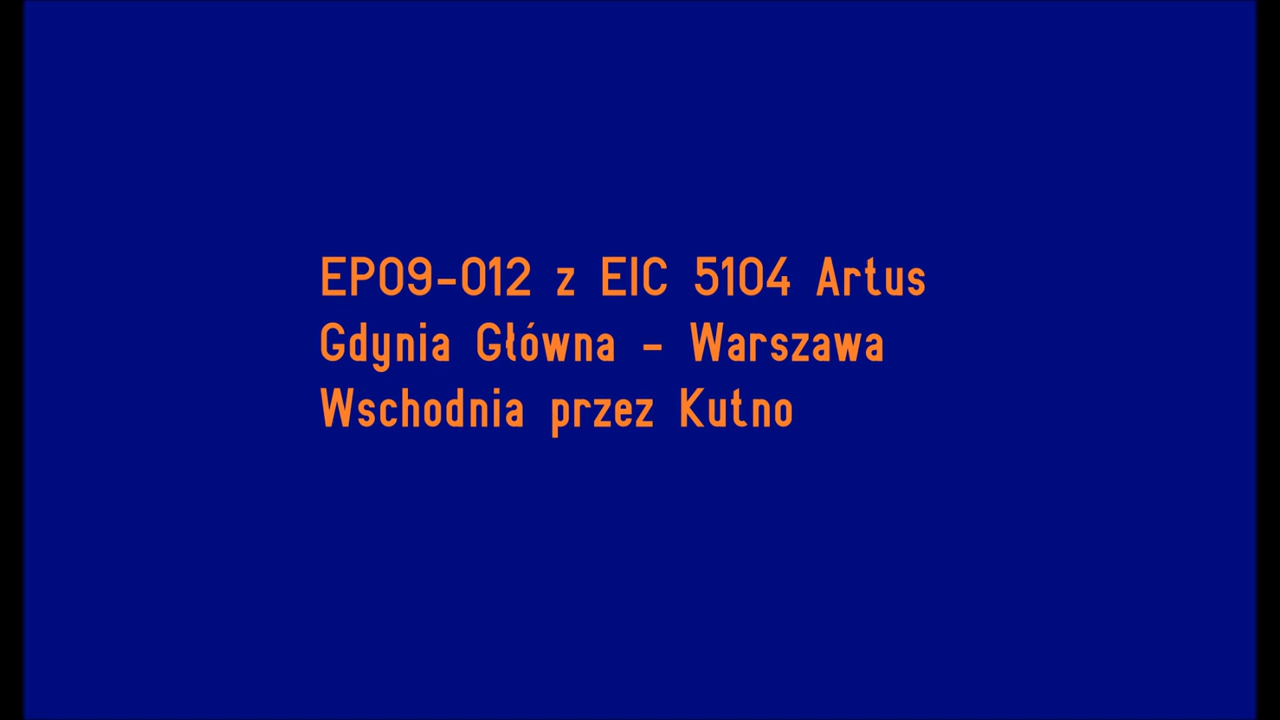 EP09-012 z EIC 5104 Artus
Gdynia Główna - Warszawa
Wschodnia przez Kutno